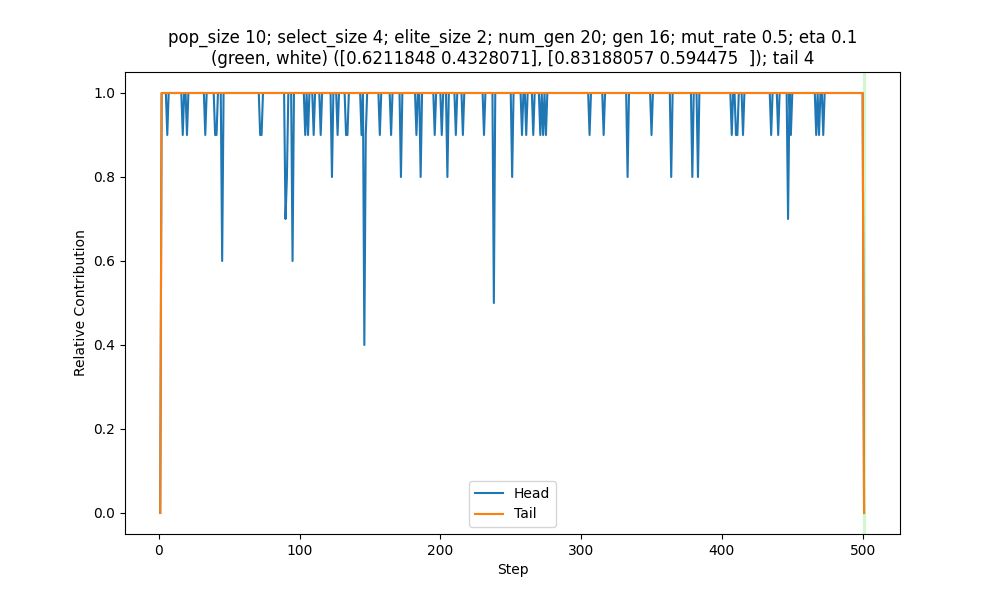 pop_size 10; select_size 4; elite_size 2; num_gen 20; gen 16; mut_rate 0.5; eta 0.1
(green, white) ([0.6211848 0.4328071], [0.83188057 0.594475  ]); tail 4
1.0
0.8
0.6
0.4
0.2
0.0
Relative Contribution
Head
Tail
0
100
200
300
400
500
Step